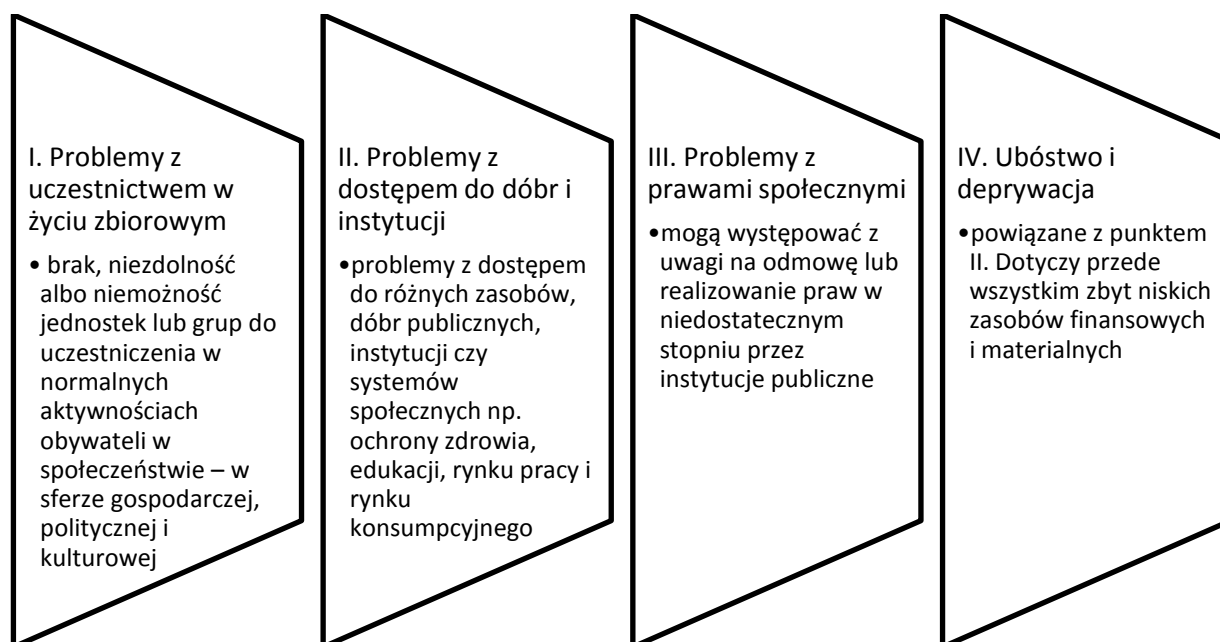 I. Problemy z
uczestnictwem w
życiu zbiorowym
• brak, niezdolność
albo niemożność
jednostek lub grup do
uczestniczenia w
normalnych
aktywnościach
obywateli w
społeczeństwie – w
sferze gospodarczej,
politycznej i
kulturowej
II. Problemy z
dostępem do dóbr i
instytucji
•problemy z dostępem
do różnych zasobów,
dóbr publicznych,
instytucji czy
systemów
społecznych np.
ochrony zdrowia,
edukacji, rynku pracy i
rynku
konsumpcyjnego
III. Problemy z
prawami społecznymi
•mogą występować z
uwagi na odmowę lub
realizowanie praw w
niedostatecznym
stopniu przez
instytucje publiczne
IV. Ubóstwo i
deprywacja
•powiązane z punktem
II. Dotyczy przede
wszystkim zbyt niskich
zasobów finansowych
i materialnych